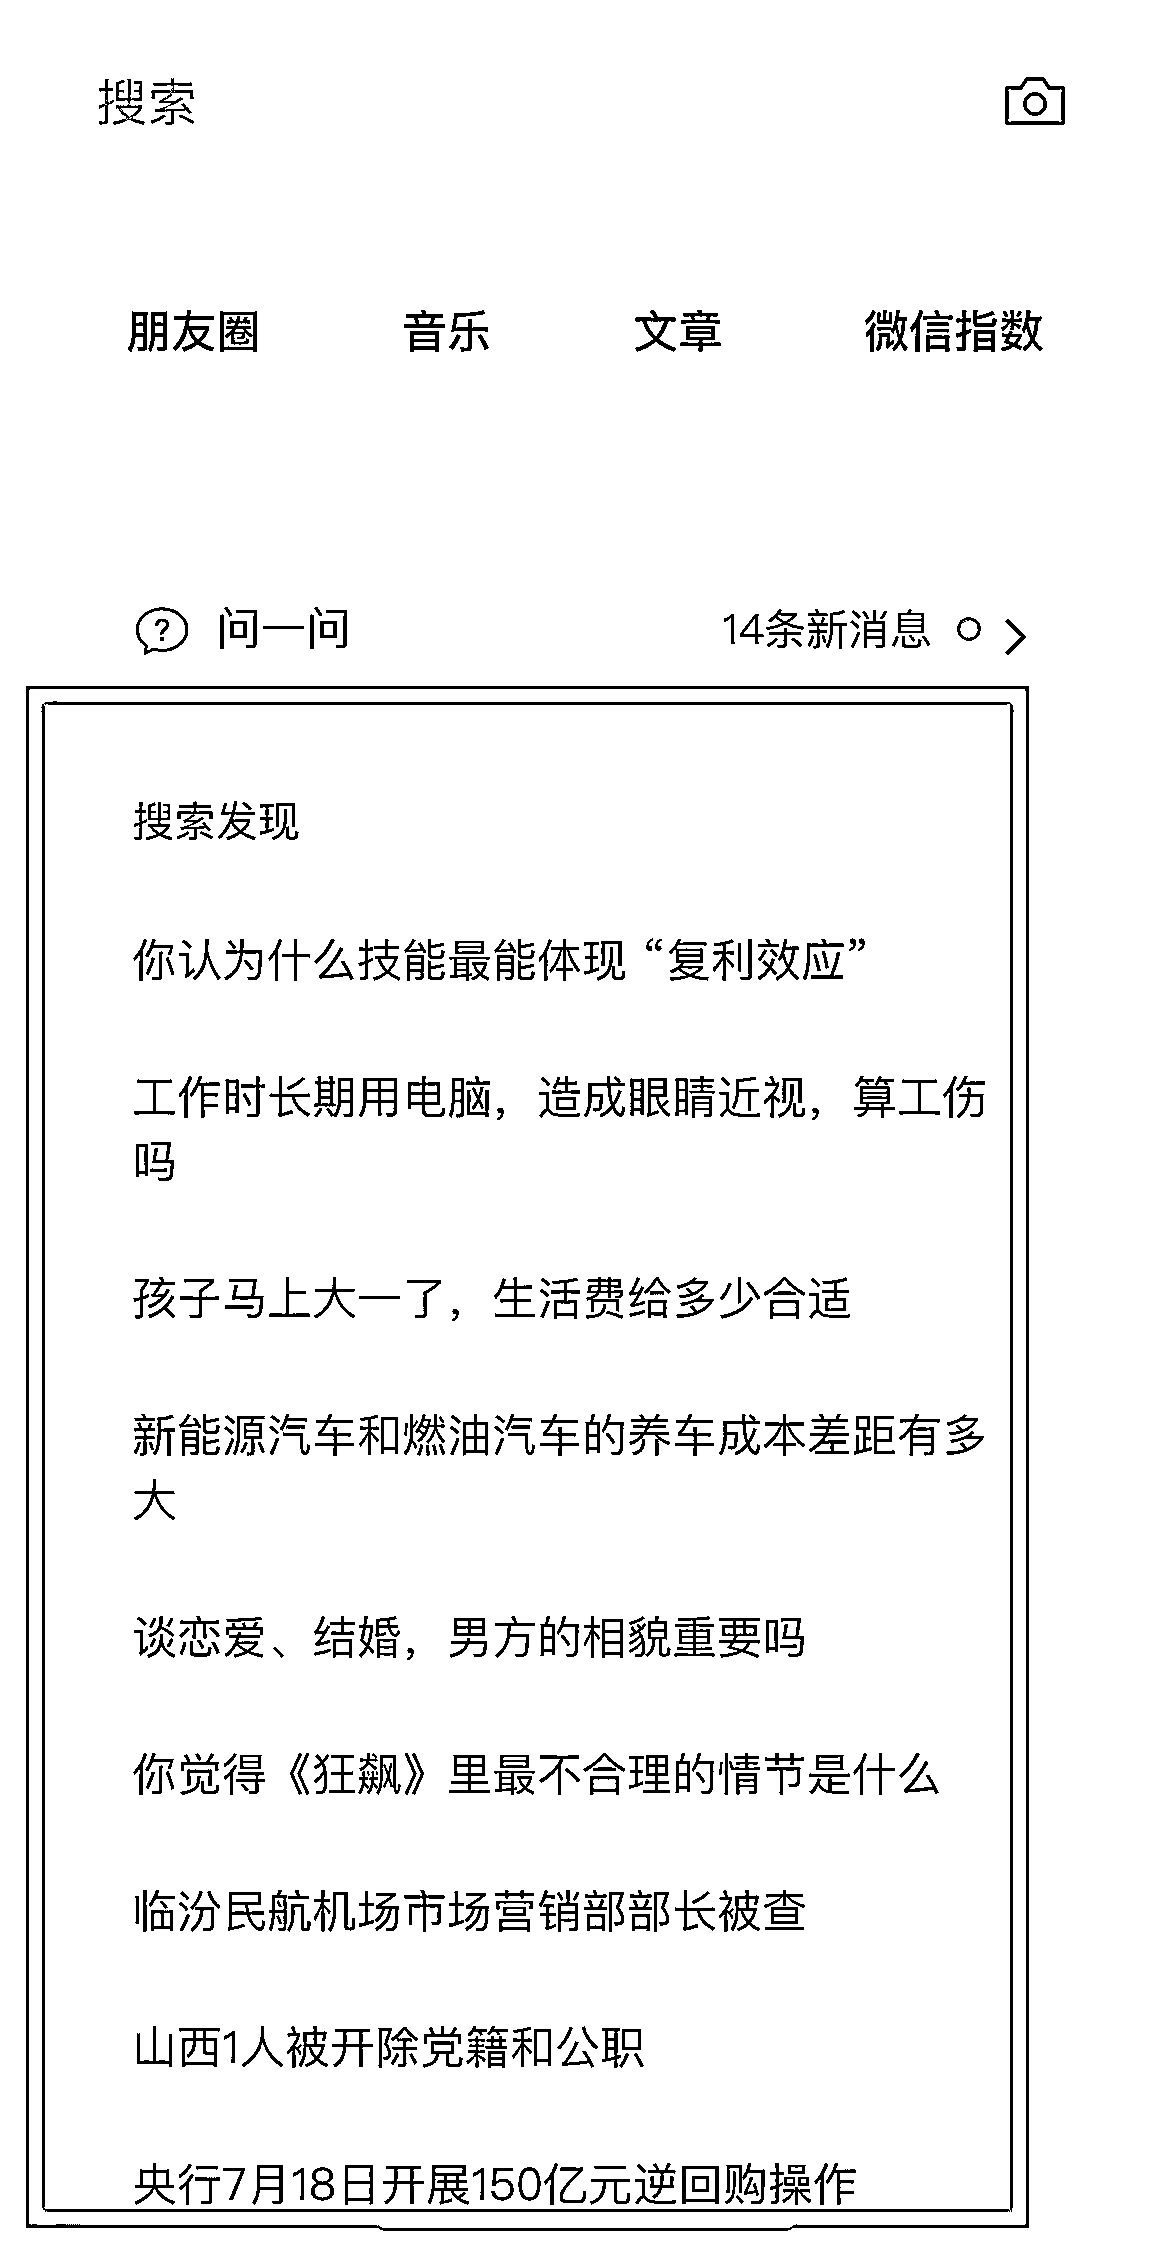 搜索
朋友圈 音乐 文章 微信指数
问一问 14条新消息
搜索发现
你认为什么技能最能体现“复利效应”
工作时长期用电脑，造成眼睛近视，算工伤
吗
孩子马上大一了，生活费给多少合适
新能源汽车和燃油汽车的养车成本差距有多
大
谈恋爱、结婚，男方的相貌重要吗
你觉得《狂飙》里最不合理的情节是什么
临汾民航机场市场营销部部长被查
山西1人被开除党籍和公职
央行7月18日开展150亿元逆回购操作